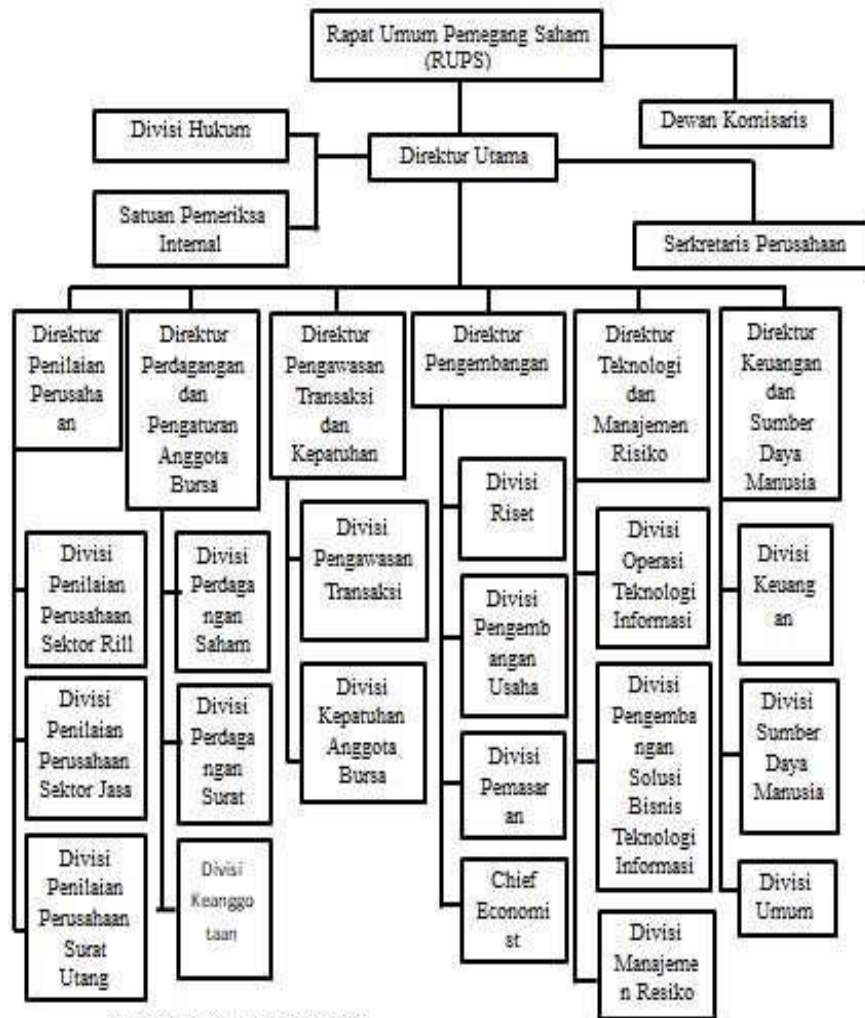 Rapat Umum Pemegang Saham
(RUPS)
Dewan Komisaris
Divisi Hukum
Direktur Utama
Satuan Pemeriksa
Internal
Serkretaris Perusahaan
Direktur
Penilaian
Perusaha
an
Direktur
Perdagangan
dan
Pengaturan
Anggota
Bursa
Direktur
Pengawasan
Transaksi
dan
Kepatuhan
Direktur
Pengembangan
Direktur
Teknologi
dan
Manajemen
Risiko
Direktur
Keuangan
dan
Sumber
Daya
Manusia
Divisi
Penilaian
Perusahaan
Sektor Rill
Divisi
Penilaian
Perusahaan
Sektor Jasa
Divisi
Penilaian
Perusahaan
Surat
Utang
Divisi
Perdaga
ngan
Saham
Divisi
Perdaga
ngan
Surat
Divisi
Keanggo
taan
Divisi
Pengawasan
Transaksi
Divisi
Kepatuhan
Anggota
Bursa
Divisi
Riset
Divisi
Pengemb
angan
Usaha
Divisi
Pemasar
an
Chief
Economi
st
Divisi
Operasi
Teknologi
Informasi
Divisi
Pengemba
ngan
Solusi
Bisnis
Teknologi
Informasi
Divisi
Manajeme
n Resiko
Divisi
Keuang
an
Divisi
Sumber
Daya
Manusia
Divisi
Umum